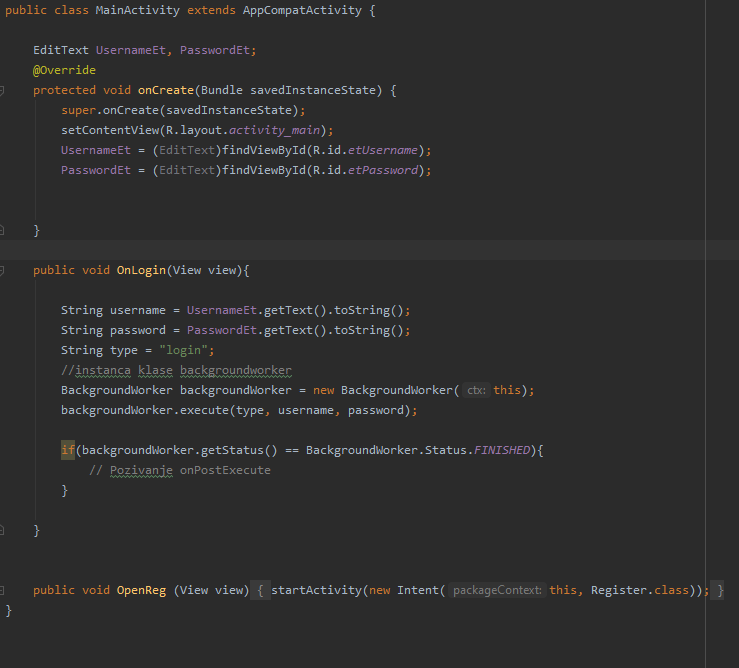 public class MainActivity extends AppCompatActivity {
EditText UsernameEt, PasswordEt;
@Override
protected void onCreate(Bundle savedInstanceState) {
super.onCreate(savedInstanceState);
setContentView(R.layout.activity_main);
UsernameEt = (EditText)findViewById(R.id.etUsername);
PasswordEt = (EditText)findViewById(R.id.etPassword);
}
public void OnLogin(View view){
String username = UsernameEt.getText().toString();
String password = PasswordEt.getText().toString();
String type = "login";
//instanca klase backgroundworker
BackgroundWorker backgroundWorker = new BackgroundWorker( ctx: this);
backgroundWorker.execute(type, username, password);
if(backgroundWorker.getStatus() == BackgroundWorker.Status.FINISHED){
// Pozivanje onPostExecute
}
}
public void OpenReg (View view) { startActivity(new Intent( packageContext: this, Register.class)); }
}